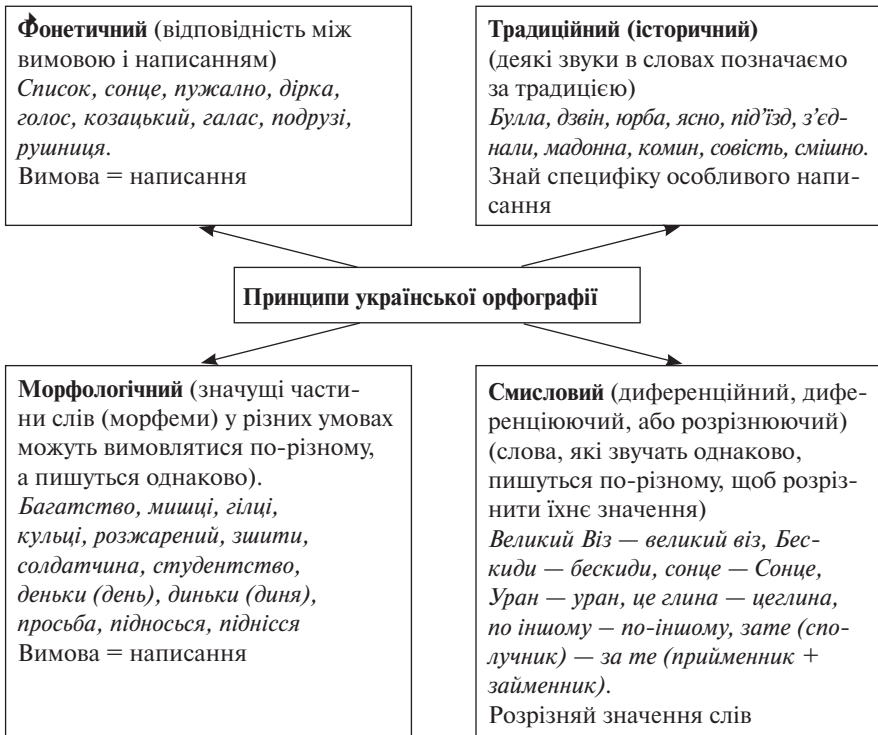 Фонетичний (відповідність між
вимовою і написанням)
Список, сонце, пужално, дірка,
голос, козацький, галас, подрузі,
рушниця.
Вимова = написання
Традиційний (історичний)
(деякі звуки в словах позначаємо
за традицією)
Булла, дзвін, юрба, ясно, під’їзд, з’єд-
нали, мадонна, комин, совість, смішно.
Знай специфіку особливого напи-
сання
Принципи української орфографії
Морфологічний (значущі части-
ни слів (морфеми) у різних умовах
можуть вимовлятися по-різному,
а пишуться однаково).
Багатство, мишці, гілці,
кульці, розжарений, зшити,
солдатчина, студентство,
деньки (день), диньки (диня),
просьба, підносься, піднісся
Вимова = написання
Смисловий (диференційний, дифе-
ренціюючий, або розрізнюючий)
(слова, які звучать однаково,
пишуться по-різному, щоб розріз-
нити їхнє значення)
Великий Віз — великий віз, Бес-
киди — бескиди, сонце — Сонце,
Уран — уран, це глина — цеглина,
по іншому – по-іншому, зате (спо-
лучник) — за те (прийменник +
займенник).
Розрізняй значення слів